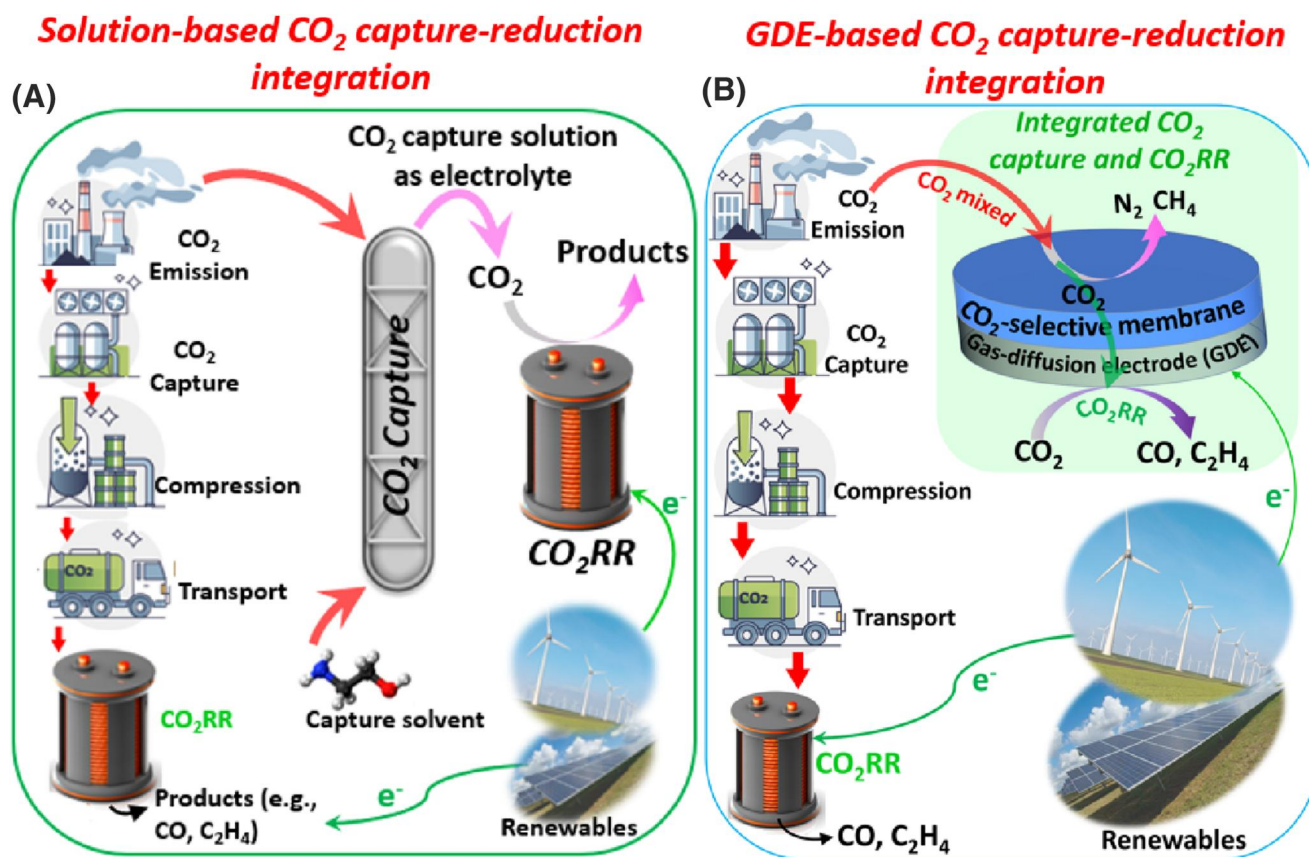 Solution-based CO₂ capture-reduction
integration
(A)
CO₂ capture solution
as electrolyte
CO₂
Emission
CO₂
Products
CO₂
Capture
CO₂ Capture
Compression
e⁻
CO₂RR
CO₂
Transport
CO₂RR
Capture solvent
Products (e.g.,
CO, C₂H₄)
e⁻
Renewables
GDE-based CO₂ capture-reduction
integration
(B)
Integrated CO₂
capture and CO₂RR
CO₂ mixed
N₂ CH₄
CO₂
Emission
CO₂
CO₂-selective membrane
Gas-diffusion electrode (GDE)
CO₂
Capture
CO₂RR
CO₂
CO, C₂H₄
Compression
e⁻
CO₂
Transport
e⁻
CO₂RR
CO, C₂H₄
Renewables